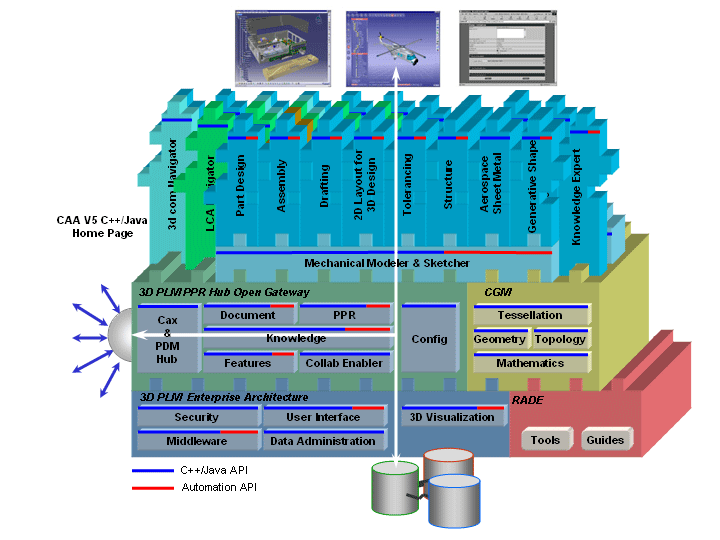 3d com Navigator
LCA Navigator
Part Design
Assembly
Drafting
2D Layout for
3D Design
Tolerancing
Structure
Aerospace
Sheet Metal
Generative Shape
Knowledge Expert
CAA V5 C++/Java
Home Page
Mechanical Modeler & Sketcher
3D PLM PPR Hub Open Gateway
CGM
Cax
&
PDM
Hub
Document
PPR
Knowledge
Features
Collab Enabler
Config
Tessellation
Geometry
Topology
Mathematics
3D PLM Enterprise Architecture
RADE
Security
User Interface
3D Visualization
Middleware
Data Administration
Tools
Guides
C++/Java API
Automation API